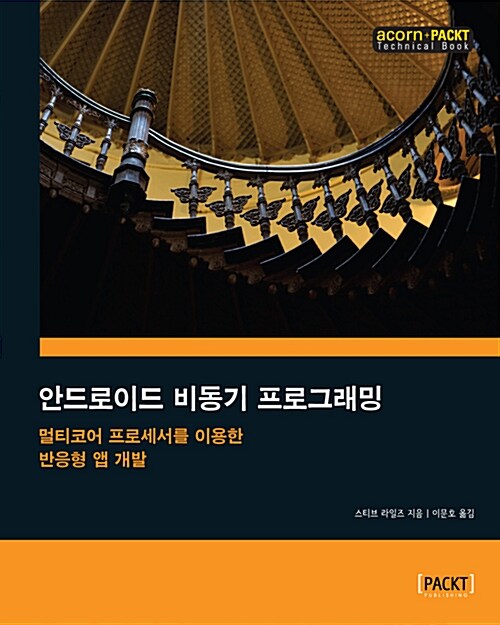 acorn+PACKT
Technical Book
안드로이드 비동기 프로그래밍
멀티코어 프로세서를 이용한
반응형 앱 개발
스티브 라일즈 지음 | 이문호 옮김
[PACKT]
PUBLISHING